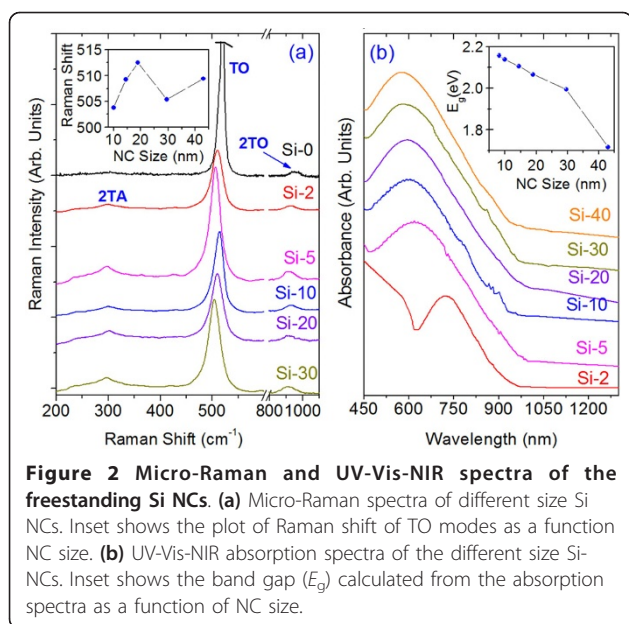 515
510
505
500
Raman Shift
10 20 30 40
NC Size (nm)
(a)
TO
2TO
2TA
Si-0
Si-2
Si-5
Si-10
Si-20
Si-30
Raman Intensity (Arb. Units)
200 300 400 500 800 1000
Raman Shift (cm-1)
(b)
2.2
2.0
1.8
Eg(eV)
10 20 30 40
NC Size (nm)
Si-40
Si-30
Si-20
Si-10
Si-5
Si-2
Absorbance (Arb. Units)
450 600 750 900 1050 1200
Wavelength (nm)
Figure 2 Micro-Raman and UV-Vis-NIR spectra of the
freestanding Si NCs. (a) Micro-Raman spectra of different size Si
NCs. Inset shows the plot of Raman shift of TO modes as a function
NC size. (b) UV-Vis-NIR absorption spectra of the different size Si-
NCs. Inset shows the band gap (Eg) calculated from the absorption
spectra as a function of NC size.